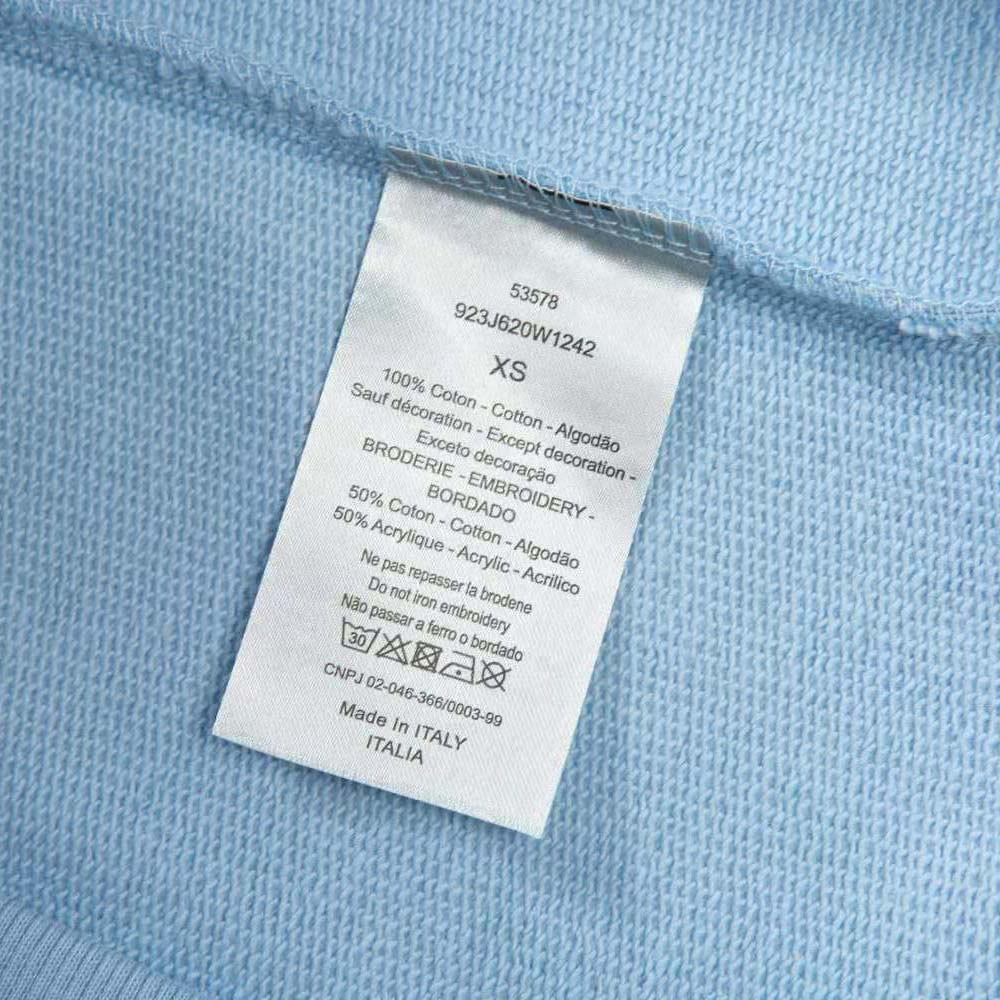 53578
923J620W1242
XS
100% Coton - Cotton - Algodão
Sauf décoration - Except decoration -
Exceto decoração
BRODERIE - EMBROIDERY -
BORDADO
50% Coton - Cotton - Algodão
50% Acrylique - Acrylic - Acrilico
Ne pas repasser la brodene
Do not iron embroidery
Não passar a ferro o bordado
30
CNPJ 02-046-366/0003-99
Made In ITALY
ITALIA